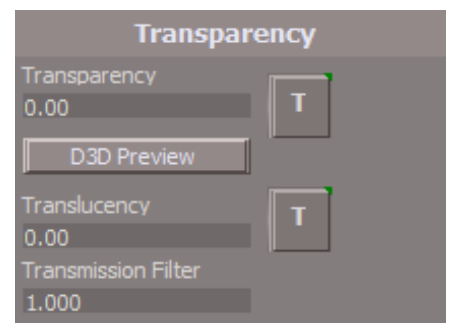 Transparency
Transparency
0.00
T
D3D Preview
Translucency
0.00
T
Transmission Filter
1.000